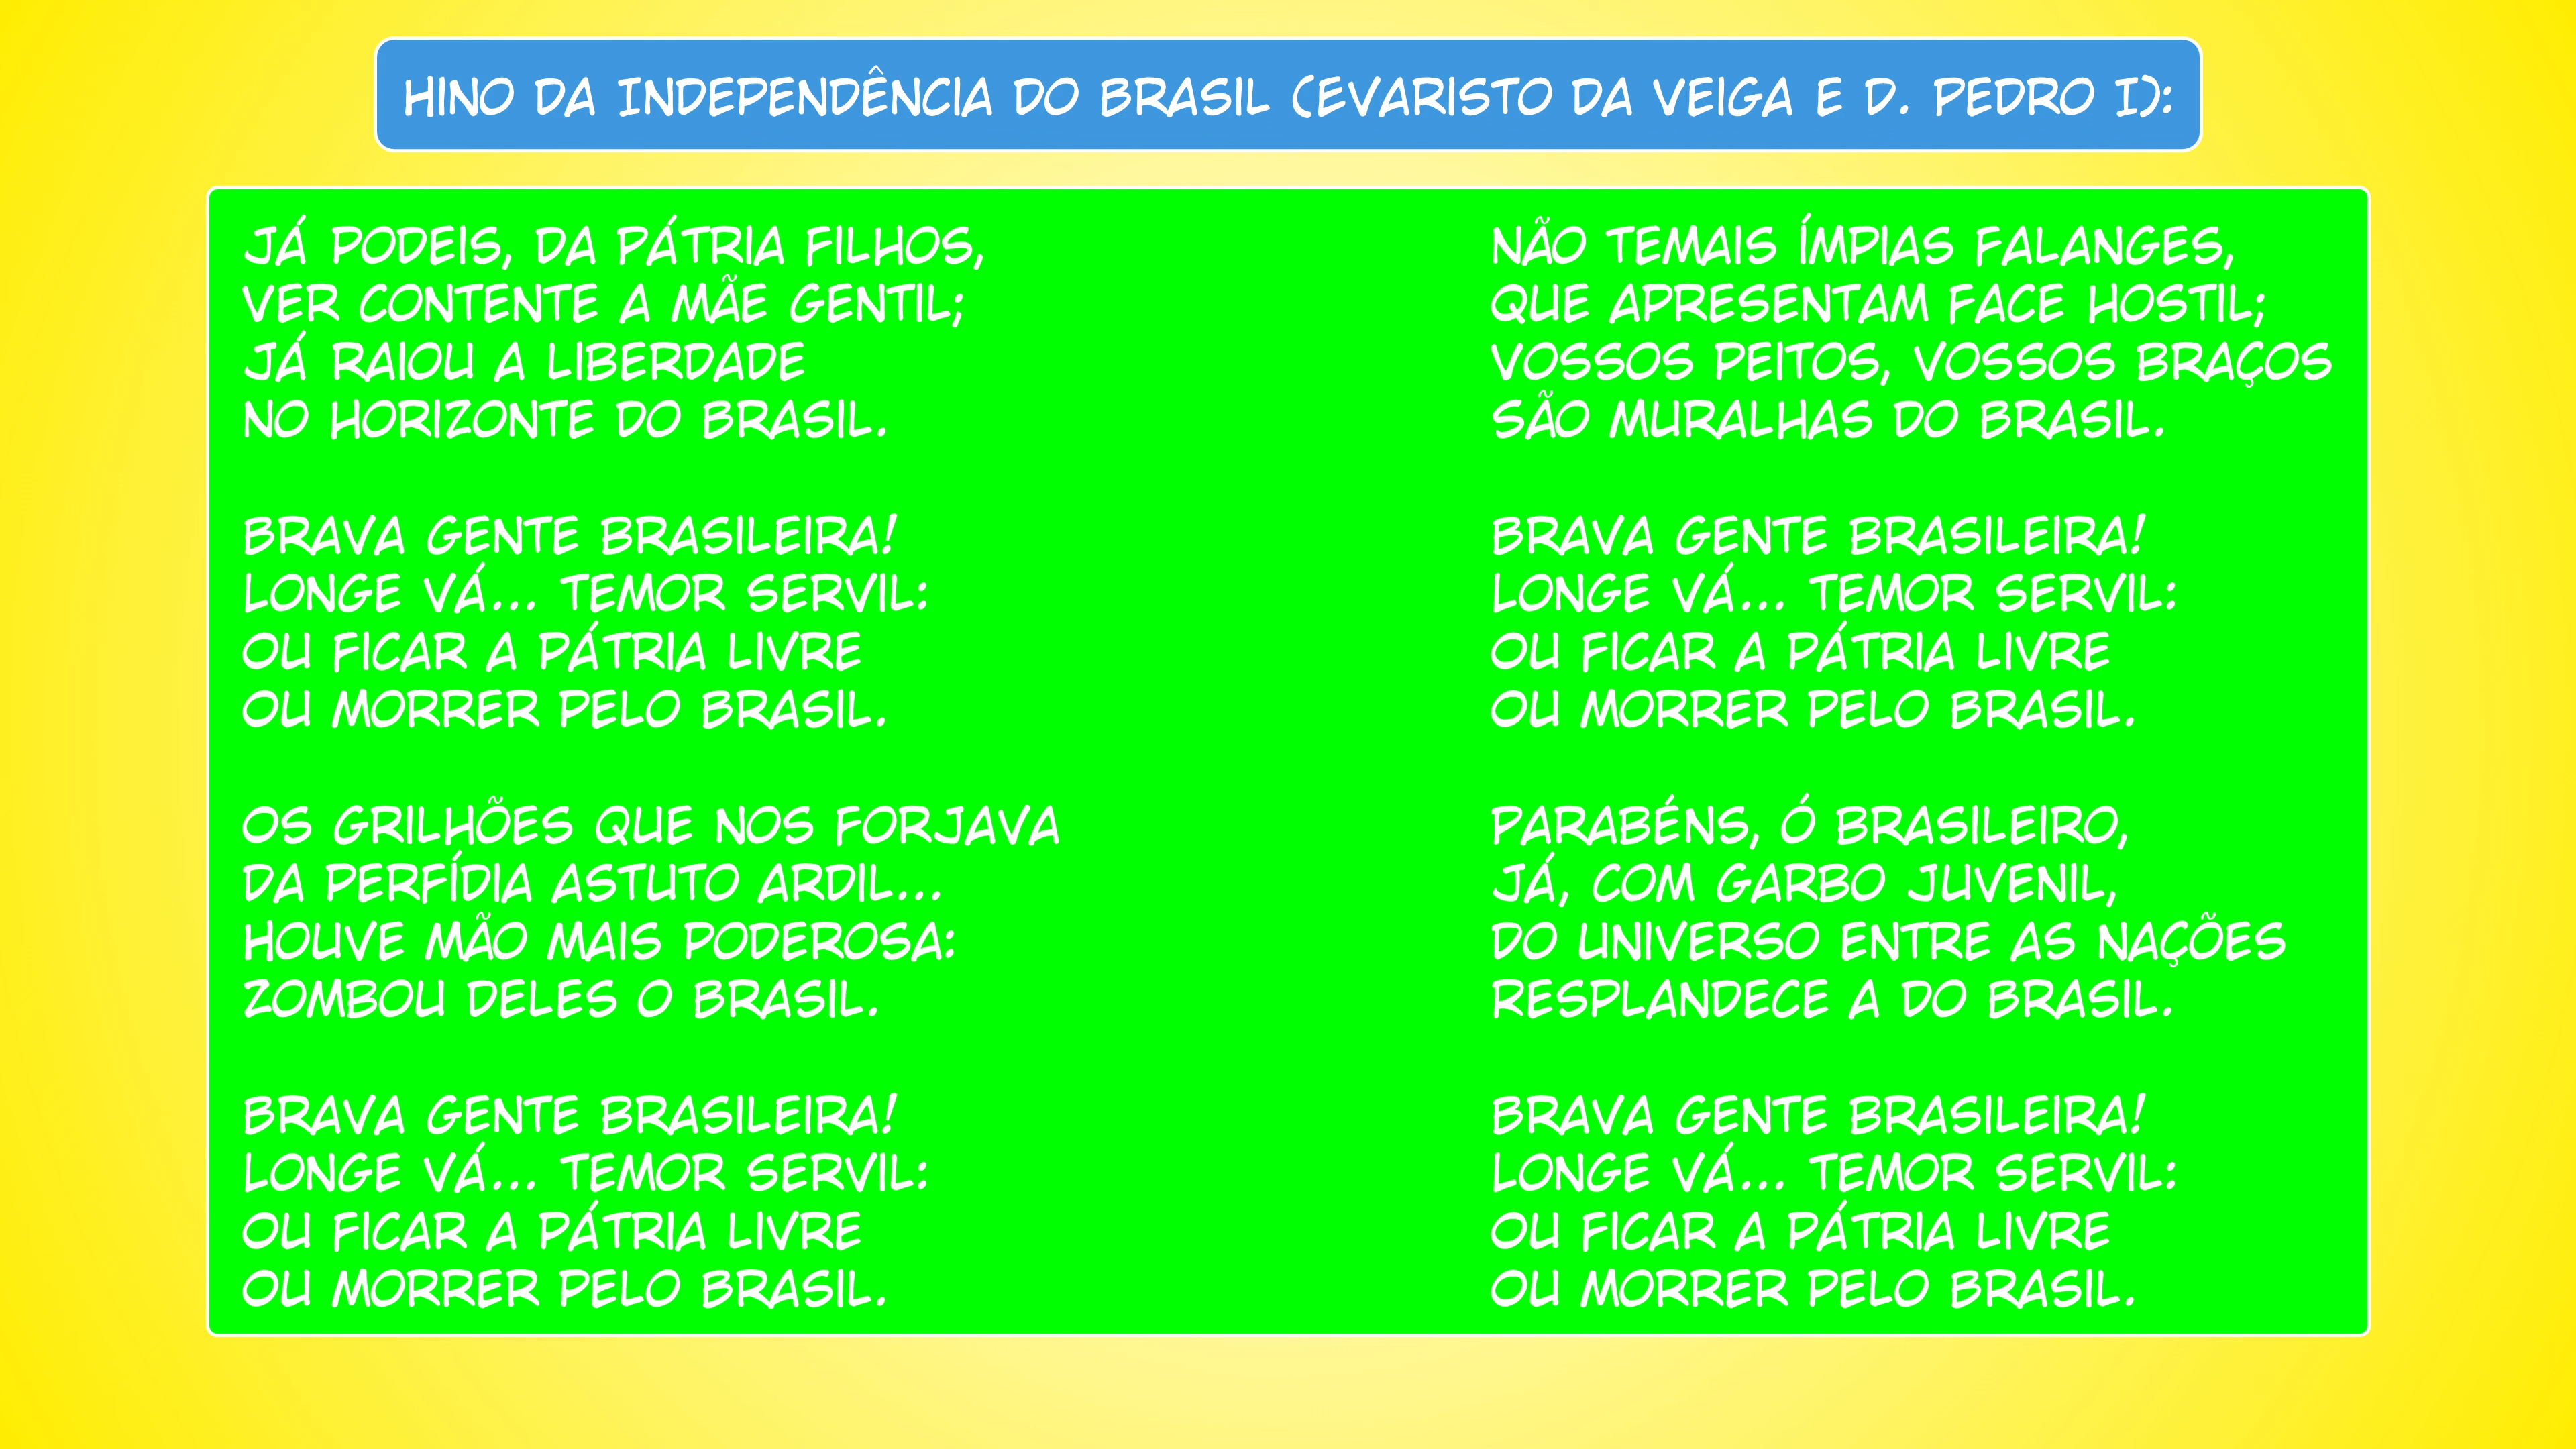 HINO DA INDEPENDÊNCIA DO BRASIL (EVARISTO DA VEIGA E D. PEDRO I):
JÁ PODEIS, DA PÁTRIA FILHOS,
VER CONTENTE A MÃE GENTIL;
JÁ RAIOU A LIBERDADE
NO HORIZONTE DO BRASIL.
BRAVA GENTE BRASILEIRA!
LONGE VÁ... TEMOR SERVIL:
OU FICAR A PÁTRIA LIVRE
OU MORRER PELO BRASIL.
OS GRILHÕES QUE NOS FORJAVA
DA PERFÍDIA ASTUTO ARDIL...
HOUVE MÃO MAIS PODEROSA:
ZOMBOU DELES O BRASIL.
BRAVA GENTE BRASILEIRA!
LONGE VÁ... TEMOR SERVIL:
OU FICAR A PÁTRIA LIVRE
OU MORRER PELO BRASIL.
NÃO TEMAIS ÍMPIAS FALANGES,
QUE APRESENTAM FACE HOSTIL;
VOSSOS PEITOS, VOSSOS BRAÇOS
SÃO MURALHAS DO BRASIL.
BRAVA GENTE BRASILEIRA!
LONGE VÁ... TEMOR SERVIL:
OU FICAR A PÁTRIA LIVRE
OU MORRER PELO BRASIL.
PARABÉNS, Ó BRASILEIRO,
JÁ, COM GARBO JUVENIL,
DO UNIVERSO ENTRE AS NAÇÕES
RESPLANDECE A DO BRASIL.
BRAVA GENTE BRASILEIRA!
LONGE VÁ... TEMOR SERVIL:
OU FICAR A PÁTRIA LIVRE
OU MORRER PELO BRASIL.